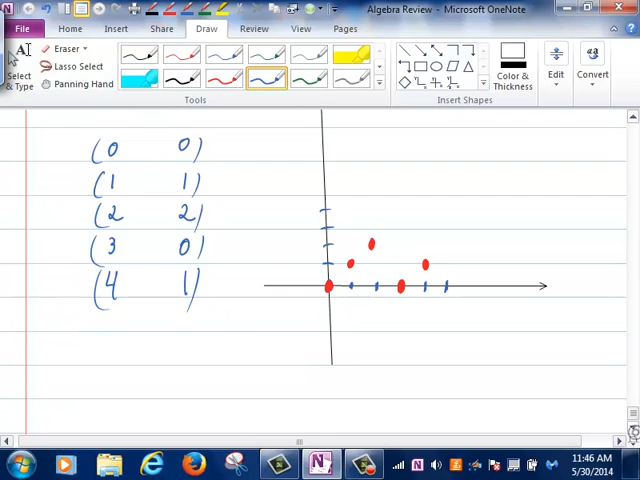 Algebra Review - Microsoft OneNote
File Home Insert Share Draw Review View Pages
Select & Type
Eraser
Lasso Select
Panning Hand
Color & Thickness
Edit
Convert
Tools
Insert Shapes
(0 0)
(1 1)
(2 2)
(3 0)
(4 1)
11:46 AM
5/30/2014